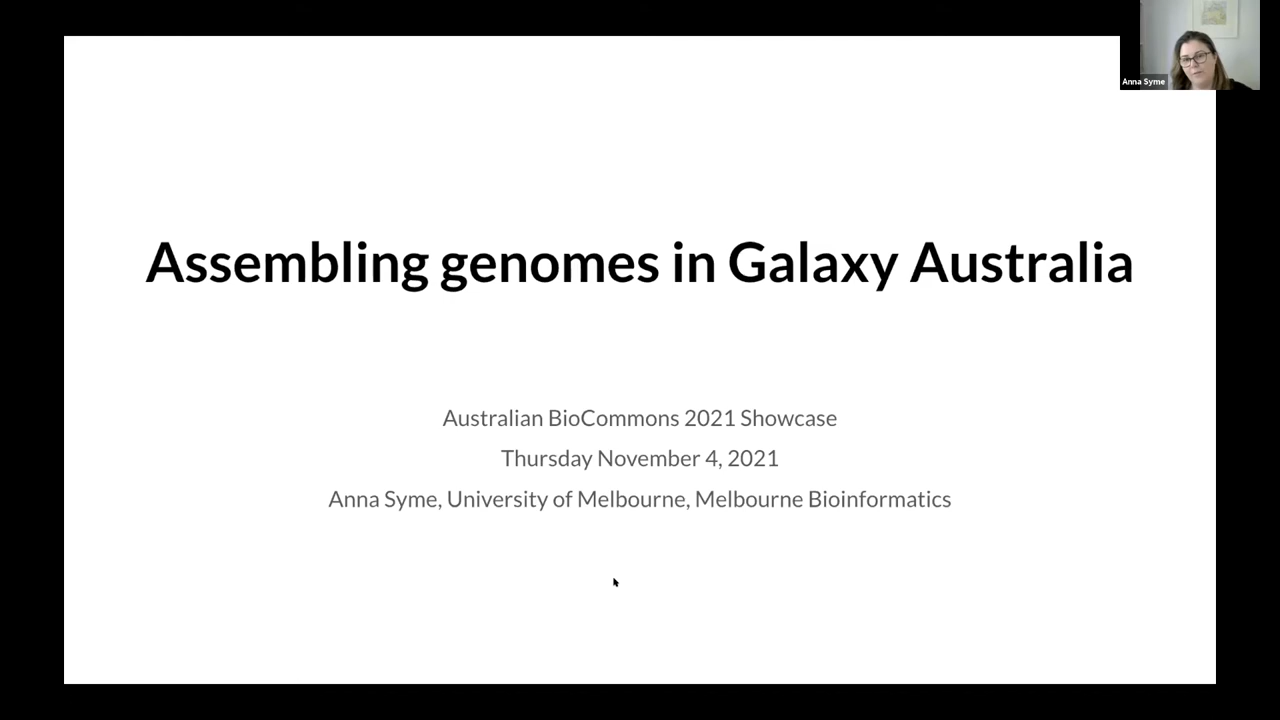 Anna Syme
Assembling genomes in Galaxy Australia
Australian BioCommons 2021 Showcase
Thursday November 4, 2021
Anna Syme, University of Melbourne, Melbourne Bioinformatics